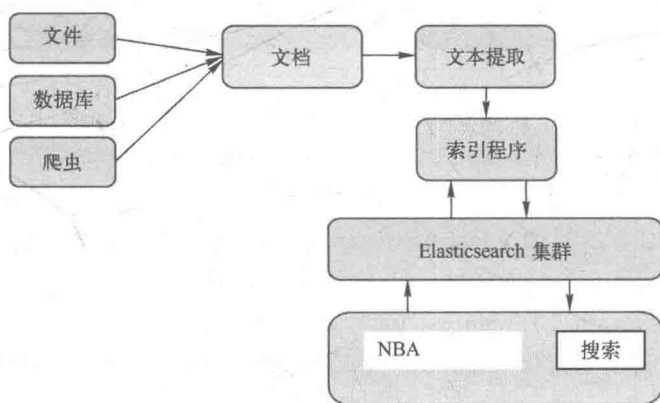 文件
数据库
爬虫
文档
文本提取
索引程序
Elasticsearch 集群
NBA
搜索